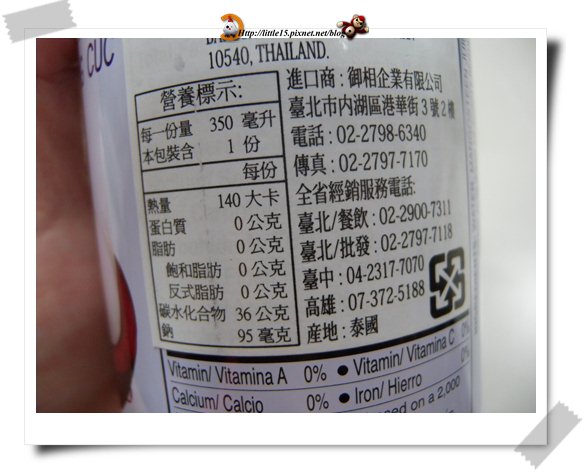 Http://little15.pixnet.net/blog
CUC
10540, THAILAND.
營養標示:
每一份量 350 毫升
本包裝含 1 份
每份
熱量 140 大卡
蛋白質 0 公克
脂肪 0 公克
飽和脂肪 0 公克
反式脂肪 0 公克
碳水化合物 36 公克
鈉 95 毫克
進口商 : 御相企業有限公司
臺北市內湖區港華街 3 號 2 樓
電話 : 02-2798-6340
傳真 : 02-2797-7170
全省經銷服務電話:
臺北/餐飲 : 02-2900-7311
臺北/批發 : 02-2797-7118
臺中 : 04-2317-7070
高雄 : 07-372-5188
産地 : 泰國
Vitamin/ Vitamina A 0% ● Vitamin/ Vitamina C 0%
Calcium/ Calcio 0% ● Iron/ Hierro
based on a 2,000